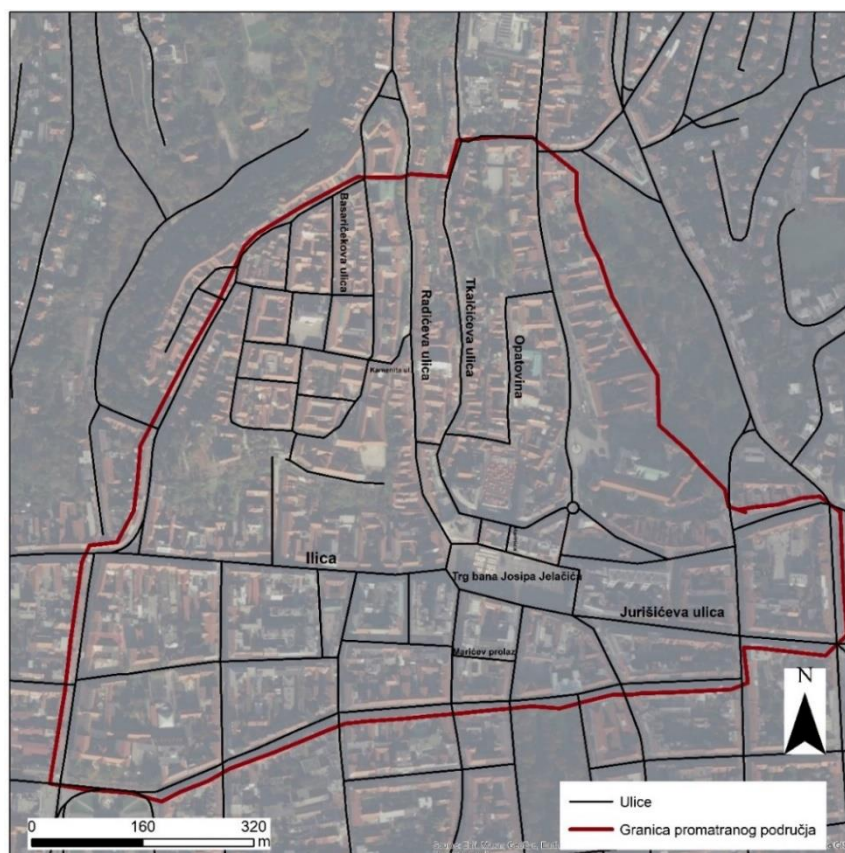 Basaričekova ulica
Radićeva ulica
Tkalčićeva ulica
Opatovina
Kamenita ul.
Ilica
Trg bana Josipa Jelačića
Jurišićeva ulica
Marićev prolaz
N
Ulice
Granica promatranog područja
0 160 320
m